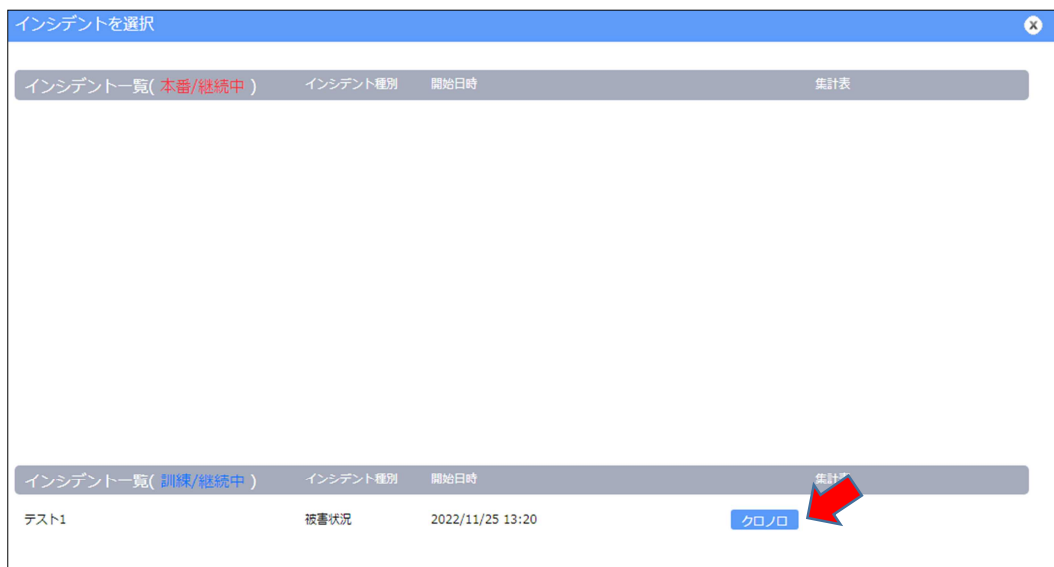 インシデントを選択
インシデント一覧( 本番/継続中 ) インシデント種別 開始日時 集計表
インシデント一覧( 訓練/継続中 ) インシデント種別 開始日時 集計表
テスト1 被害状況 2022/11/25 13:20 クロノロ